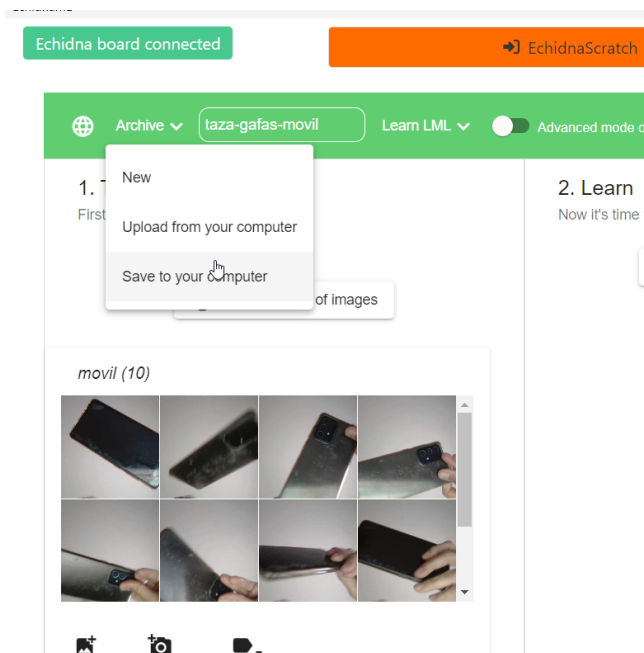 Echidna board connected
EchidnaScratch
Archive
taza-gafas-movil
Learn LML
Advanced mode o
New
Upload from your computer
Save to your computer
1. T
First
2. Learn
Now it's time
of images
movil (10)